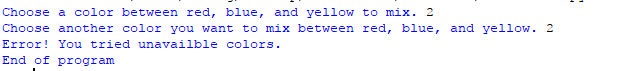 Choose a color between red, blue, and yellow to mix. 2
Choose another color you want to mix between red, blue, and yellow. 2
Error! You tried unavailble colors.
End of program